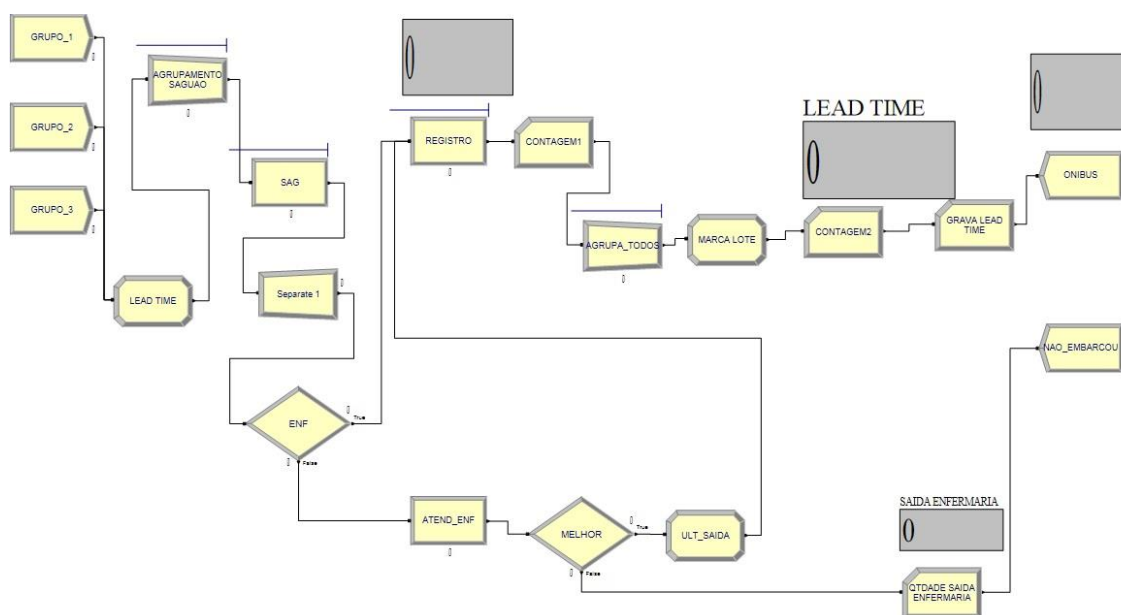 GRUPO_1
GRUPO_2
GRUPO_3
LEAD TIME
AGRUPAMENTO
SAGUAO
SAG
Separate 1
ENF
True
False
REGISTRO
CONTAGEM1
AGRUPA_TODOS
MARCA LOTE
LEAD TIME
CONTAGEM2
GRAVA LEAD
TIME
ONIBUS
ATEND_ENF
MELHOR
True
False
ULT_SAIDA
SAIDA ENFERMARIA
0
QTDADE SAIDA
ENFERMARIA
NAO_EMBARCOU